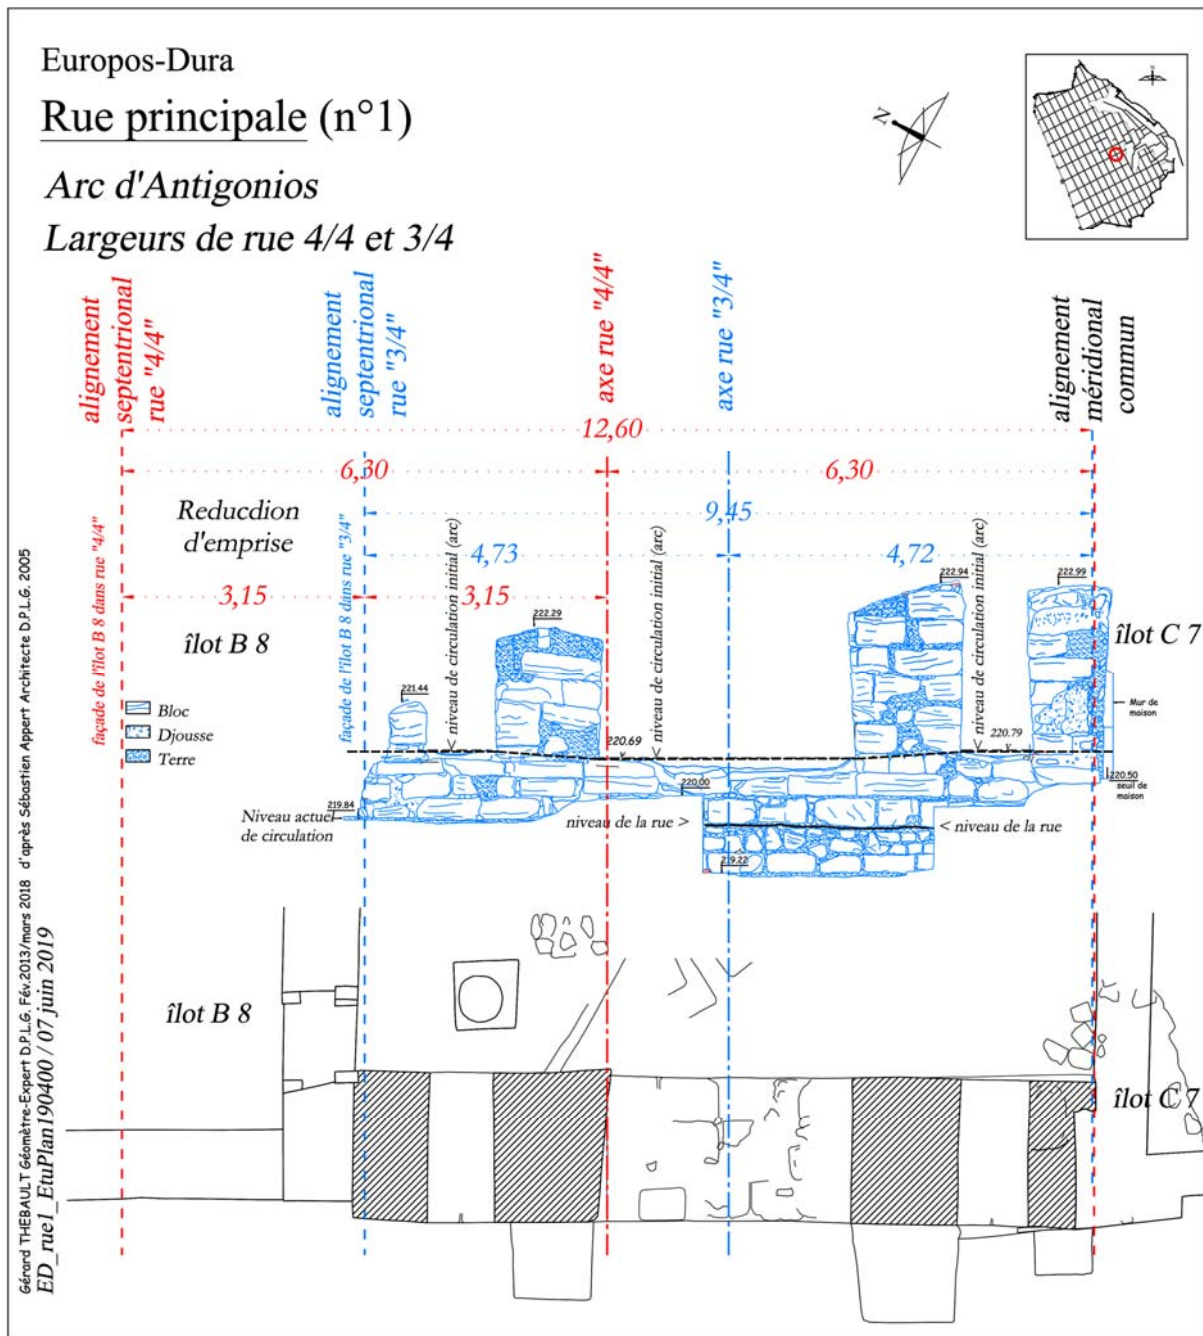 Europos-Dura
Rue principale (n°1)
Arc d'Antigonios
Largeurs de rue 4/4 et 3/4
N
alignement
septentrional
rue "4/4"
alignement
septentrional
rue "3/4"
axe rue "4/4"
axe rue "3/4"
alignement
méridional
commun
12,60
6,30
6,30
Reducdion
d'emprise
9,45
4,73
4,72
3,15
3,15
façade de l'îlot B 8 dans rue "4/4"
façade de l'îlot B 8 dans rue "3/4"
niveau de circulation initial (arc)
niveau de circulation initial (arc)
niveau de circulation initial (arc)
222.94
222.99
222.29
221.44
îlot B 8
îlot C 7
Bloc
Djousse
Terre
Mur de
maison
220.69
220.79
220.50
seuil de
maison
220.00
219.84
Niveau actuel
de circulation
niveau de la rue >
< niveau de la rue
219.22
îlot B 8
îlot C 7
Gérard THEBAULT Géomètre-Expert D.P.L.G. Fév.2013/mars 2018 d'après Sébastien Appert Architecte D.P.L.G. 2005
ED_rue1_EtuPlan190400 / 07 juin 2019